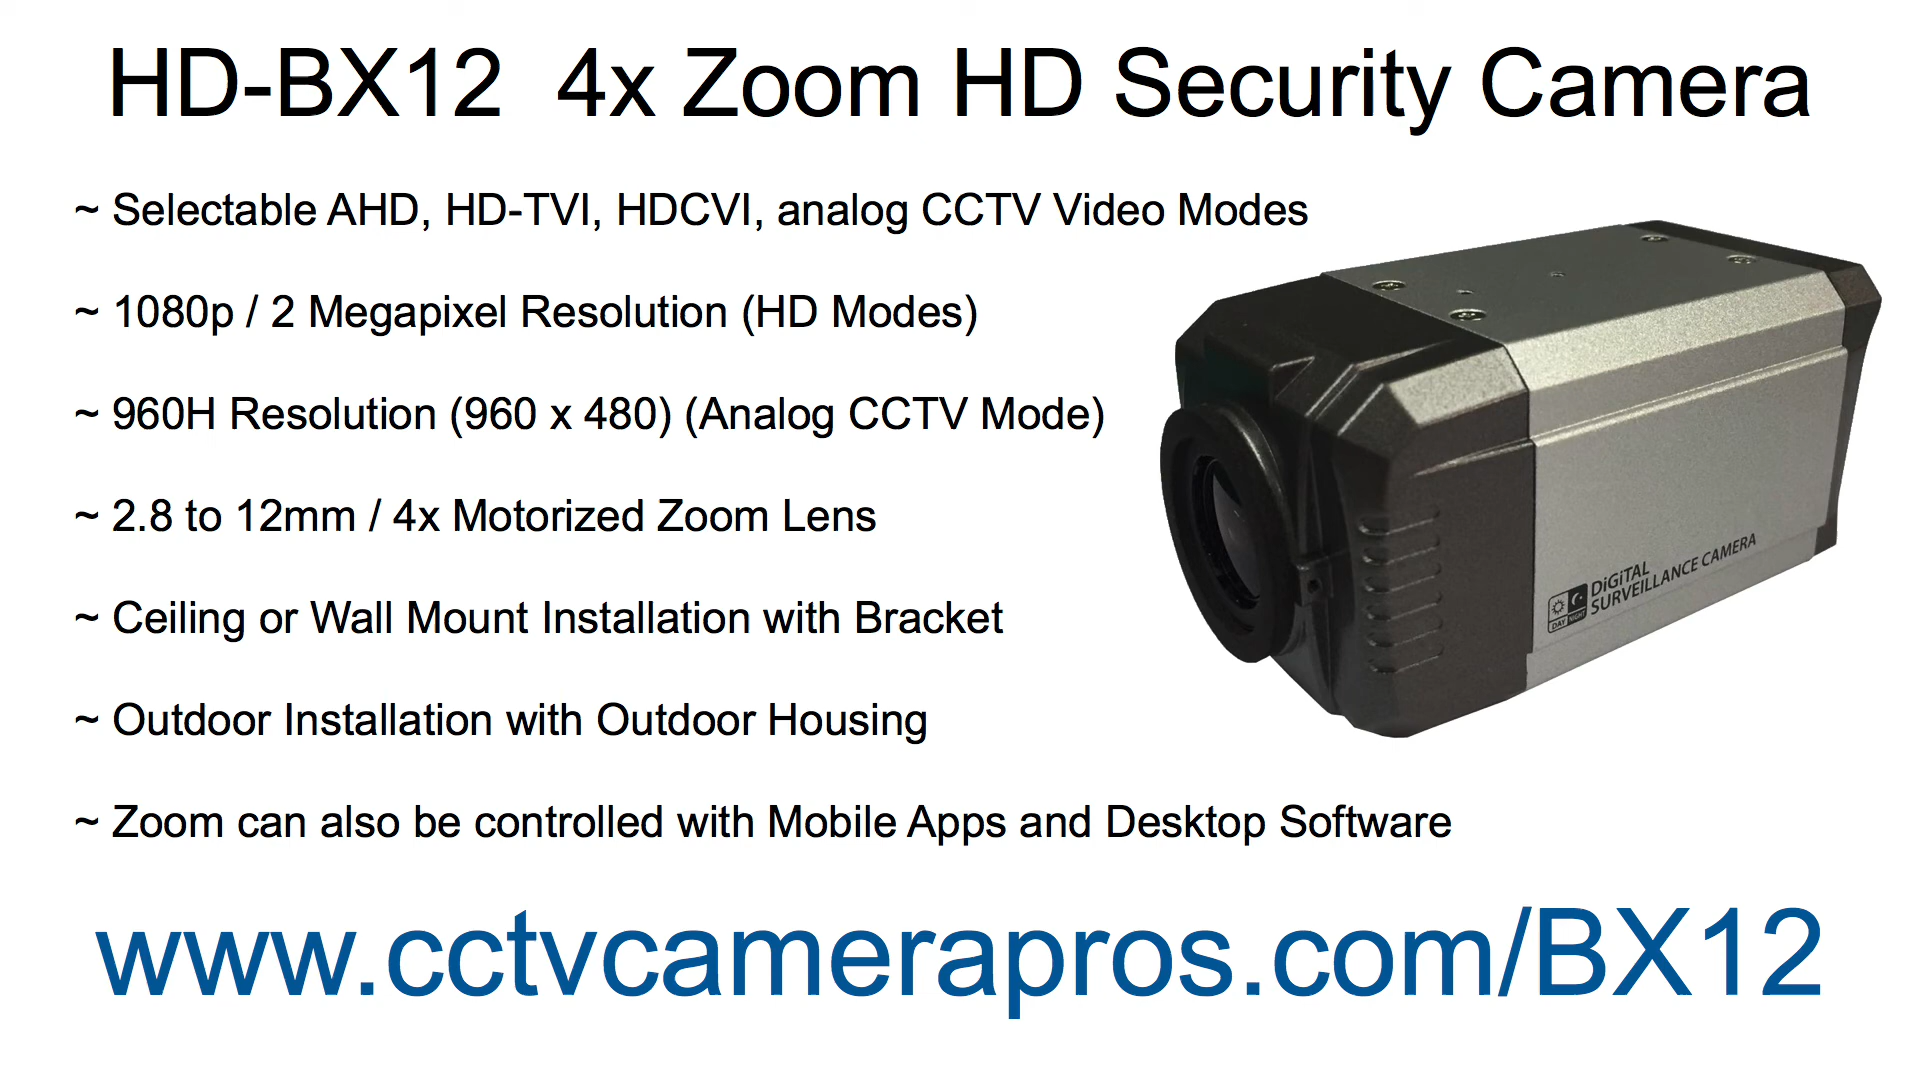 HD-BX12  4x Zoom HD Security Camera
~ Selectable AHD, HD-TVI, HDCVI, analog CCTV Video Modes
~ 1080p / 2 Megapixel Resolution (HD Modes)
~ 960H Resolution (960 x 480) (Analog CCTV Mode)
~ 2.8 to 12mm / 4x Motorized Zoom Lens
~ Ceiling or Wall Mount Installation with Bracket
~ Outdoor Installation with Outdoor Housing
~ Zoom can also be controlled with Mobile Apps and Desktop Software
DiGiTAL
SURVEILLANCE CAMERA
DAY NIGHT
www.cctvcamerapros.com/BX12